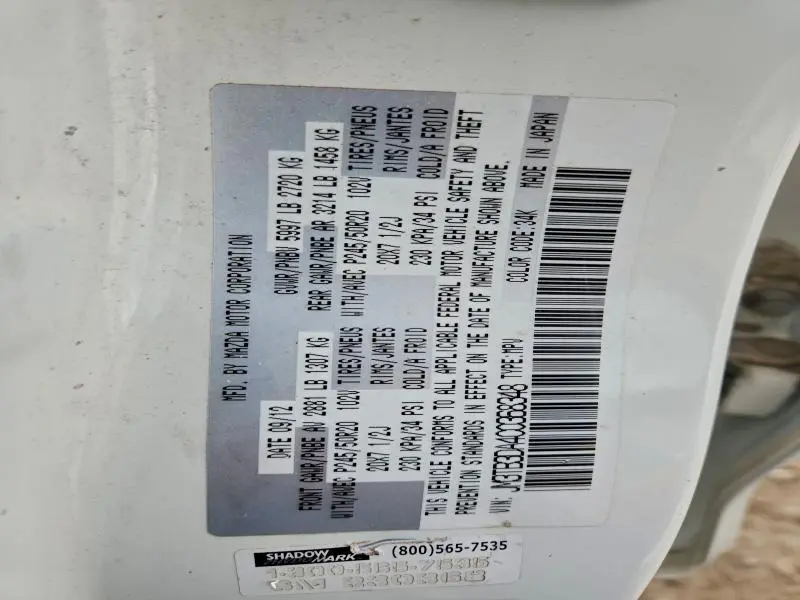 MFD. BY MAZDA MOTOR CORPORATION
DATE 09/12 GVWR/PNBV 5997 LB 2720 KG
FRONT GAWR/PNBE AV 2881 LB 1307 KG REAR GAWR/PNBE AR 3214 LB 1458 KG
WITH/AVEC P245/50R20 102V TIRES/PNEUS WITH/AVEC P245/50R20 102V TIRES/PNEUS
20X7 1/2J RIMS/JANTES 20X7 1/2J RIMS/JANTES
230 KPA/34 PSI COLD/A FROID 230 KPA/34 PSI COLD/A FROID
THIS VEHICLE CONFORMS TO ALL APPLICABLE FEDERAL MOTOR VEHICLE SAFETY AND THEFT
PREVENTION STANDARDS IN EFFECT ON THE DATE OF MANUFACTURE SHOWN ABOVE.
VIN: JM3TB3DA4C0368348 TYPE:MPV COLOR CODE:34K MADE IN JAPAN
SHADOW
MARK (800)565-7535
1-800-565-7535